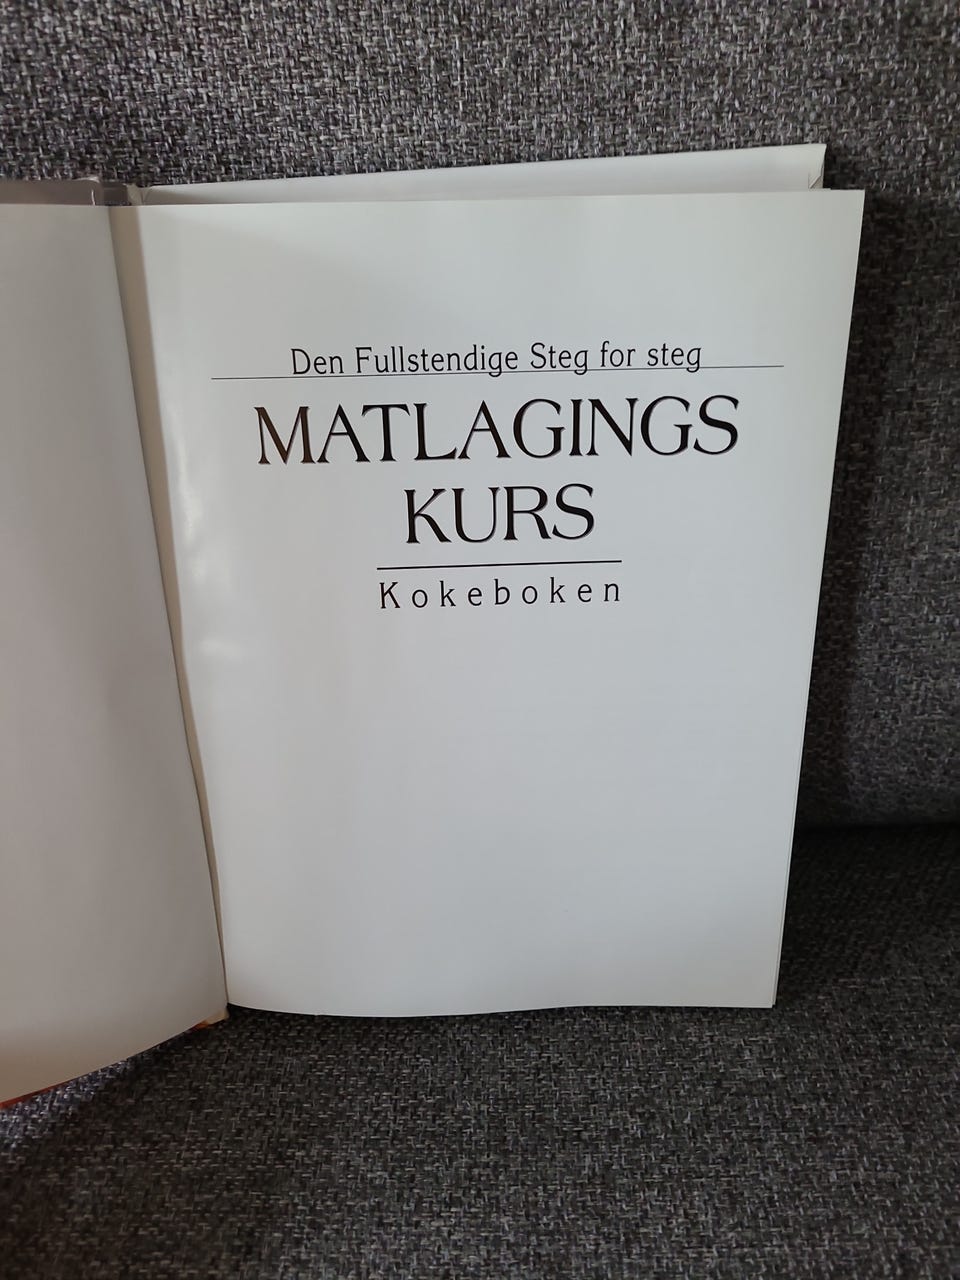 Den Fullstendige Steg for steg
MATLAGINGS
KURS
Kokeboken